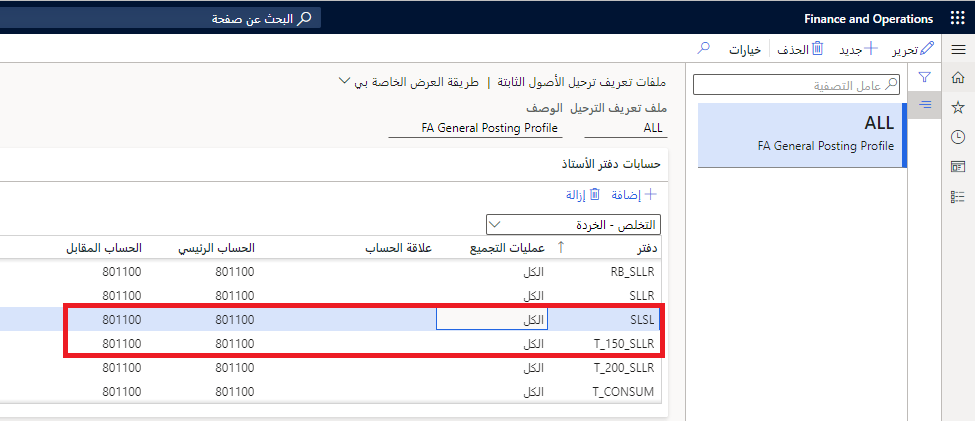 Finance and Operations
البحث عن صفحة
تحرير
جديد
الحذف
خيارات
عامل التصفية
ALL
FA General Posting Profile
ملفات تعريف ترحيل الأصول الثابتة | طريقة العرض الخاصة بي
ملف تعريف الترحيل الوصف
ALL FA General Posting Profile
حسابات دفتر الأستاذ
إضافة إزالة
التخلص - الخردة
دفتر عمليات التجميع علاقة الحساب الحساب الرئيسي الحساب المقابل
RB_SLLR الكل 801100 801100
SLLR الكل 801100 801100
SLSL الكل 801100 801100
T_150_SLLR الكل 801100 801100
T_200_SLLR الكل 801100 801100
T_CONSUM الكل 801100 801100